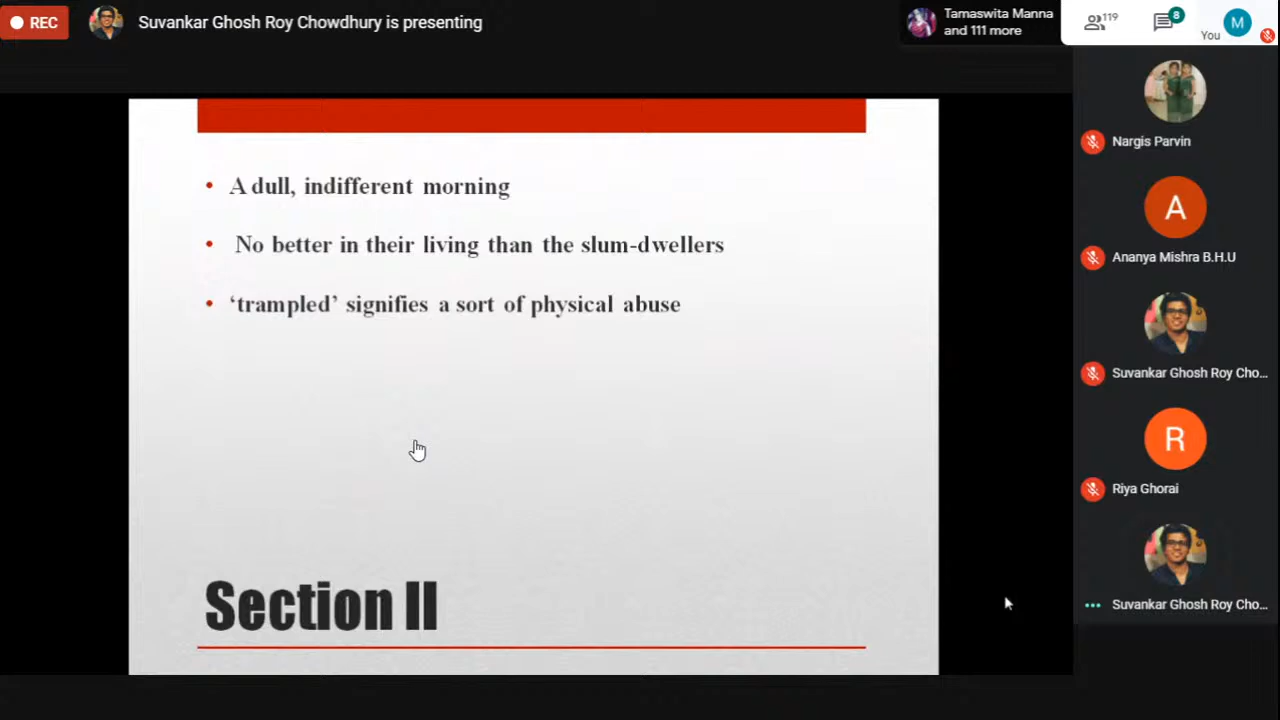 REC
Suvankar Ghosh Roy Chowdhury is presenting
Tamaswita Manna
and 111 more
119
8
You
M
Nargis Parvin
A
Ananya Mishra B.H.U
Suvankar Ghosh Roy Cho...
R
Riya Ghorai
Suvankar Ghosh Roy Cho...
• A dull, indifferent morning
• No better in their living than the slum-dwellers
• ‘trampled’ signifies a sort of physical abuse
Section II